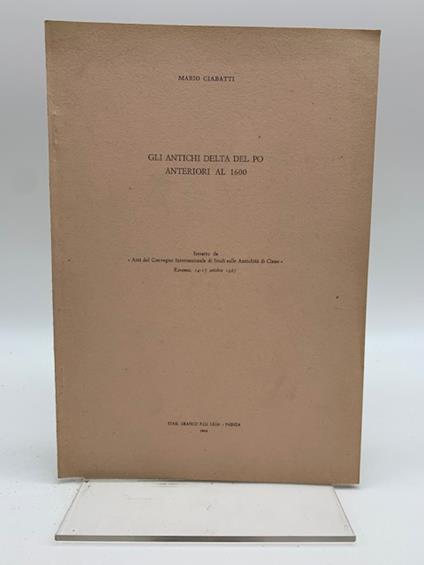 MARIO CIABATTI
GLI ANTICHI DELTA DEL PO
ANTERIORI AL 1600
Estratto da
« Atti del Convegno Internazionale di Studi sulle Antichità di Classe »
Ravenna, 14-17 ottobre 1967
STAB. GRAFICO F.LLI LEGA - FAENZA